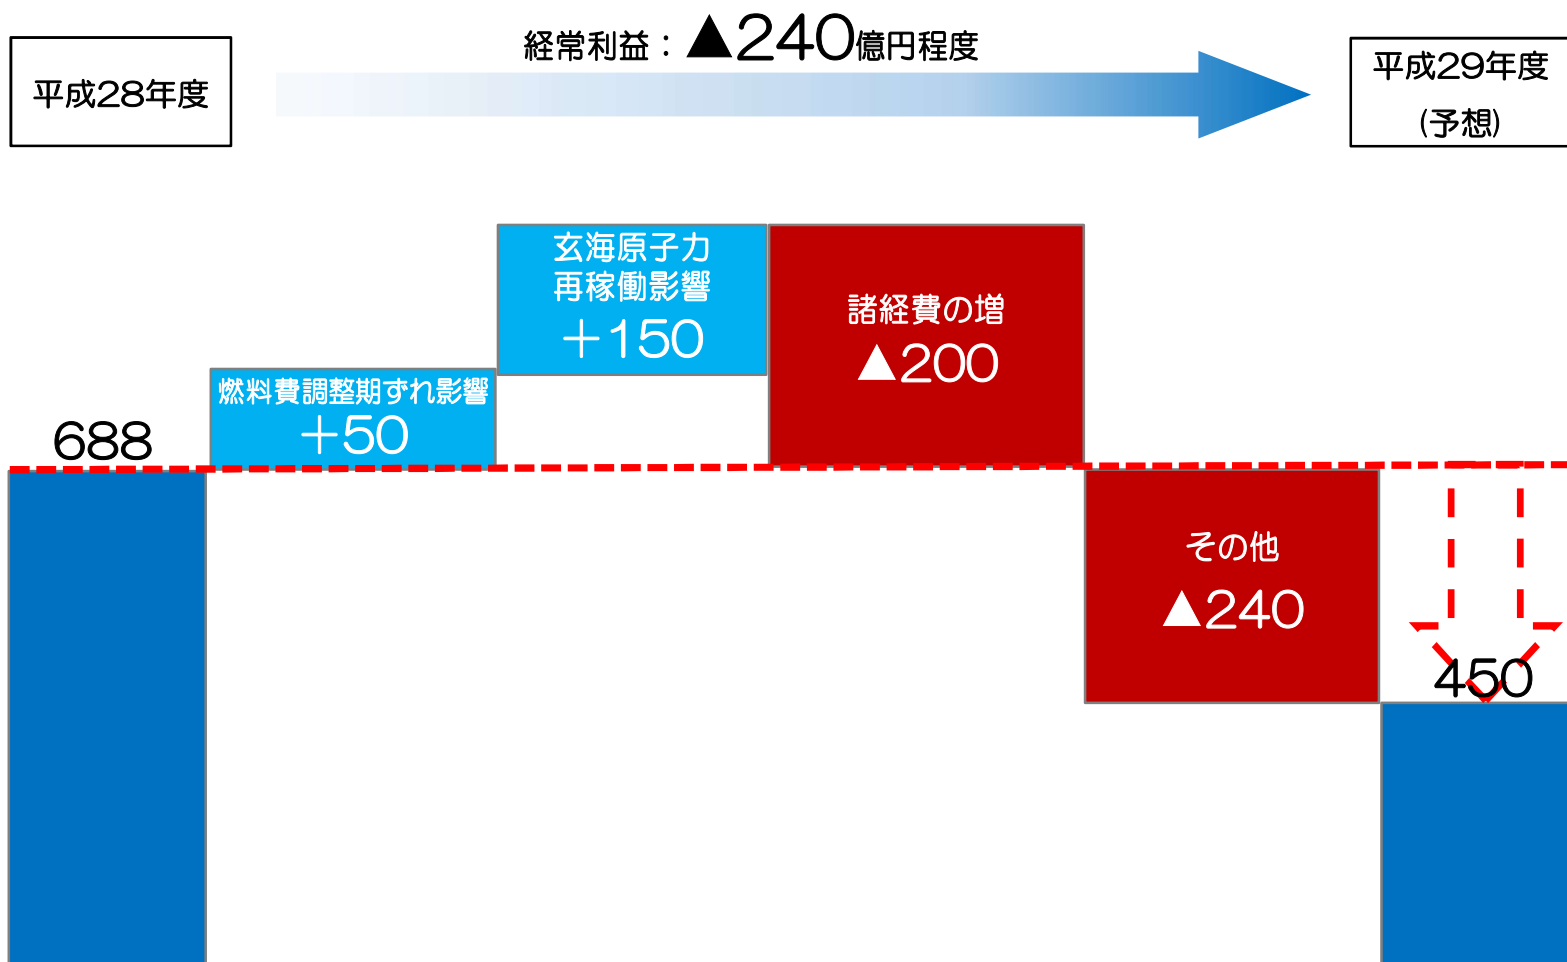 経常利益：▲240億円程度
平成28年度
平成29年度
(予想)
玄海原子力
再稼働影響
＋150
諸経費の増
▲200
燃料費調整期ずれ影響
＋50
688
その他
▲240
450